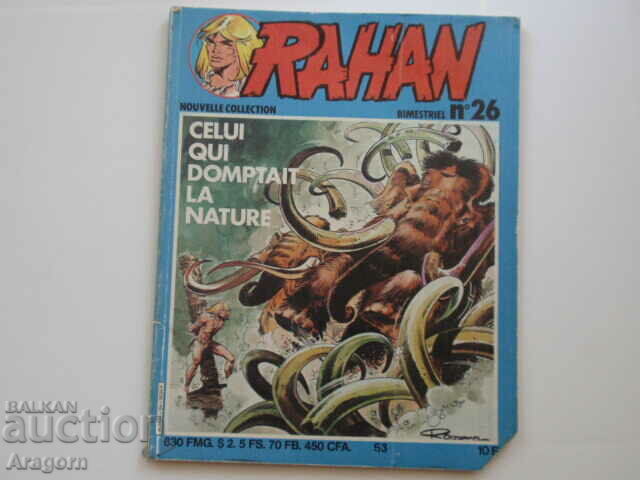 RAHAN
NOUVELLE COLLECTION
BIMESTRIEL n°26
CELUI
QUI
DOMPTAIT
LA
NATURE
BALKAN
auction
Aragorn
630 FMG. $ 2. 5 FS. 70 FB. 450 CFA. 53 10 F